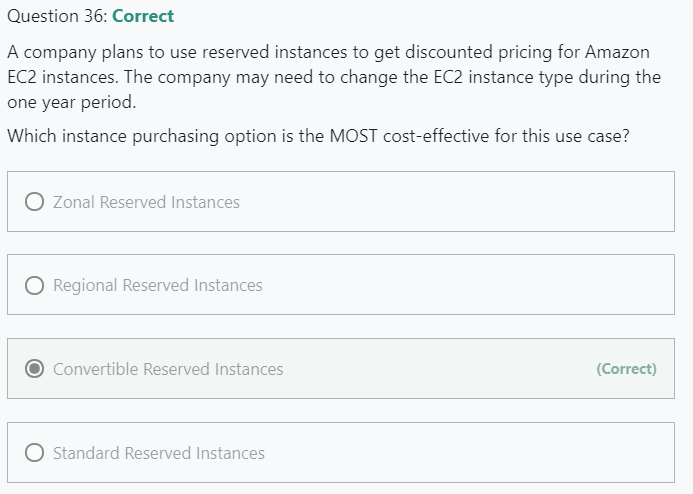 Question 36: Correct
A company plans to use reserved instances to get discounted pricing for Amazon
EC2 instances. The company may need to change the EC2 instance type during the
one year period.
Which instance purchasing option is the MOST cost-effective for this use case?
Zonal Reserved Instances
Regional Reserved Instances
Convertible Reserved Instances (Correct)
Standard Reserved Instances